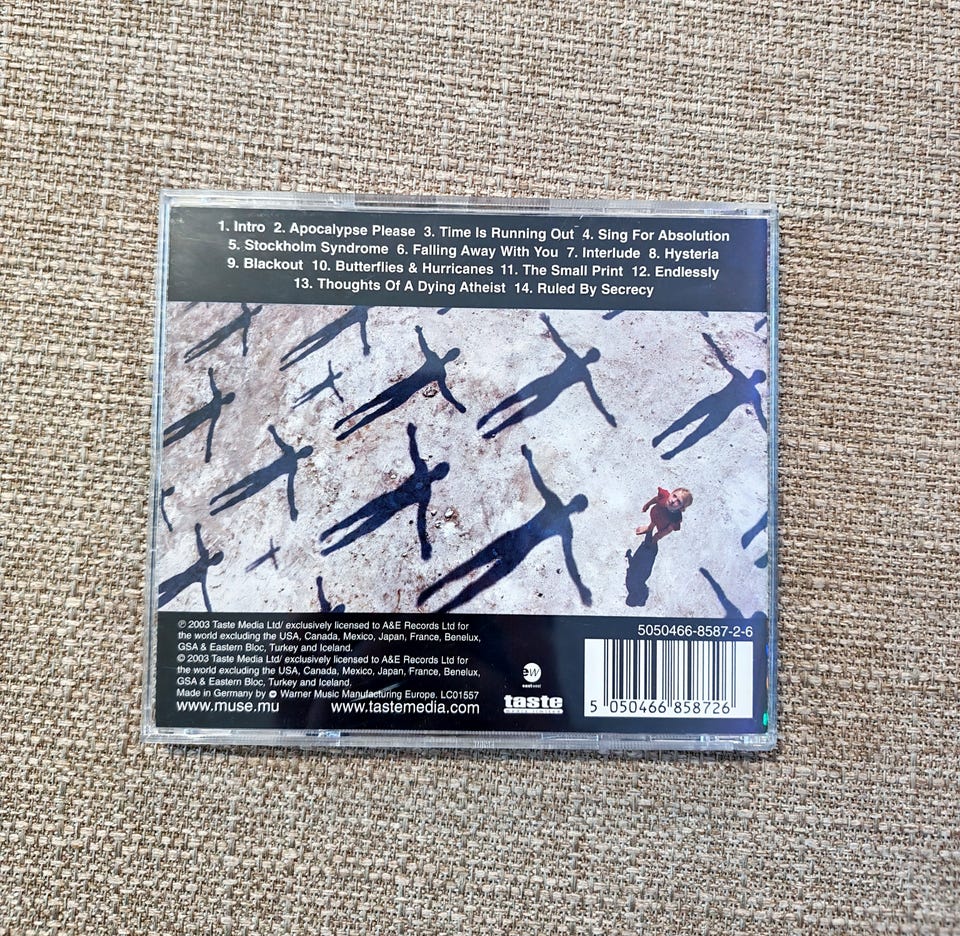 1. Intro 2. Apocalypse Please 3. Time Is Running Out 4. Sing For Absolution
5. Stockholm Syndrome 6. Falling Away With You 7. Interlude 8. Hysteria
9. Blackout 10. Butterflies & Hurricanes 11. The Small Print 12. Endlessly
13. Thoughts Of A Dying Atheist 14. Ruled By Secrecy
℗ 2003 Taste Media Ltd/ exclusively licensed to A&E Records Ltd for
the world excluding the USA, Canada, Mexico, Japan, France, Benelux,
GSA & Eastern Bloc, Turkey and Iceland.
© 2003 Taste Media Ltd/ exclusively licensed to A&E Records Ltd for
the world excluding the USA, Canada, Mexico, Japan, France, Benelux,
GSA & Eastern Bloc, Turkey and Iceland.
Made in Germany by Warner Music Manufacturing Europe. LC01557
www.muse.mu www.tastemedia.com
ew
eastwest
taste
5050466-8587-2-6
5 050466 858726